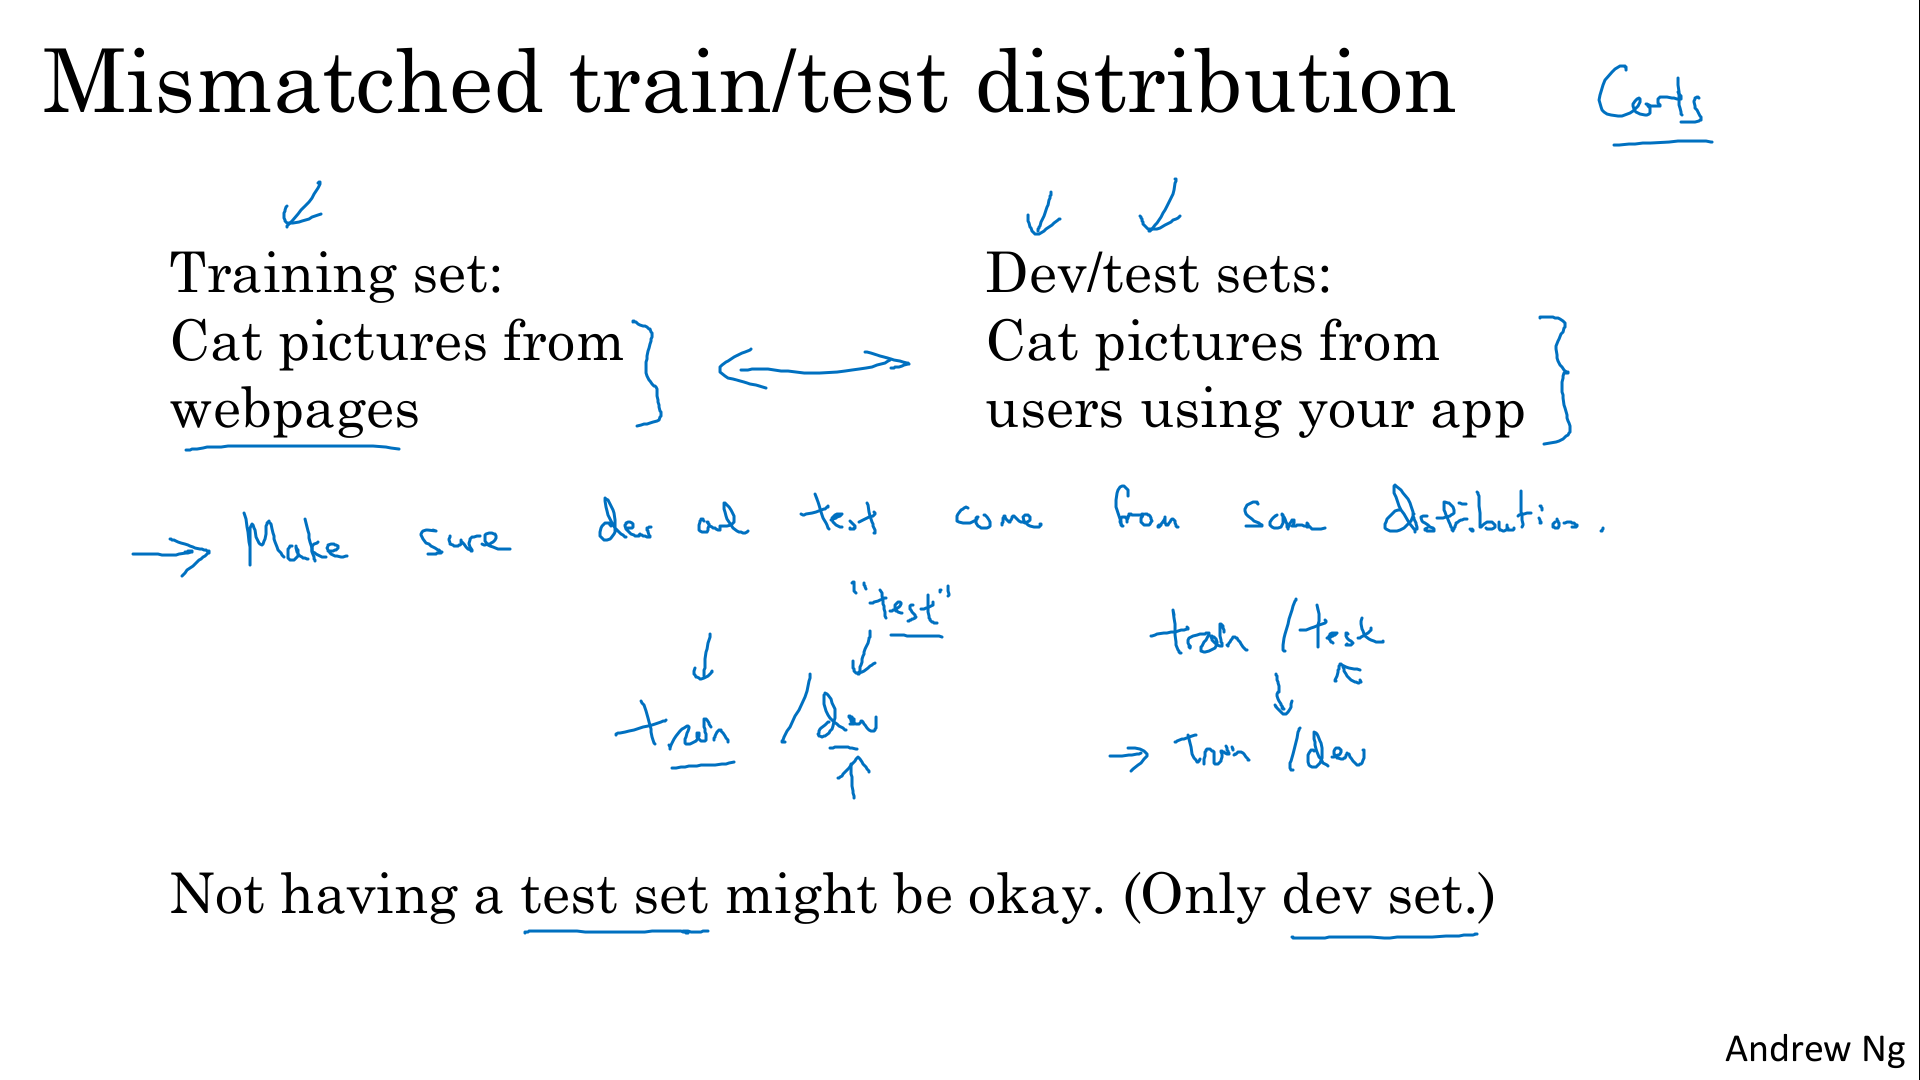 Mismatched train/test distribution
Cats
Training set:
Cat pictures from
webpages
Dev/test sets:
Cat pictures from
users using your app
→ Make sure dev and test come from same distribution.
"test"
train / dev
train / test
→ train / dev
Not having a test set might be okay. (Only dev set.)
Andrew Ng